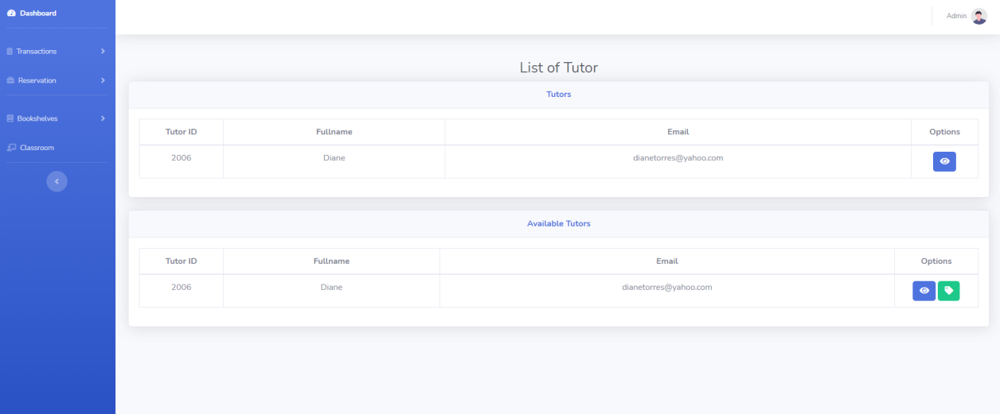 Dashboard
Admin
Transactions
Reservation
Bookshelves
Classroom
List of Tutor
Tutors
Tutor ID Fullname Email Options
2006 Diane dianetorres@yahoo.com
Available Tutors
Tutor ID Fullname Email Options
2006 Diane dianetorres@yahoo.com